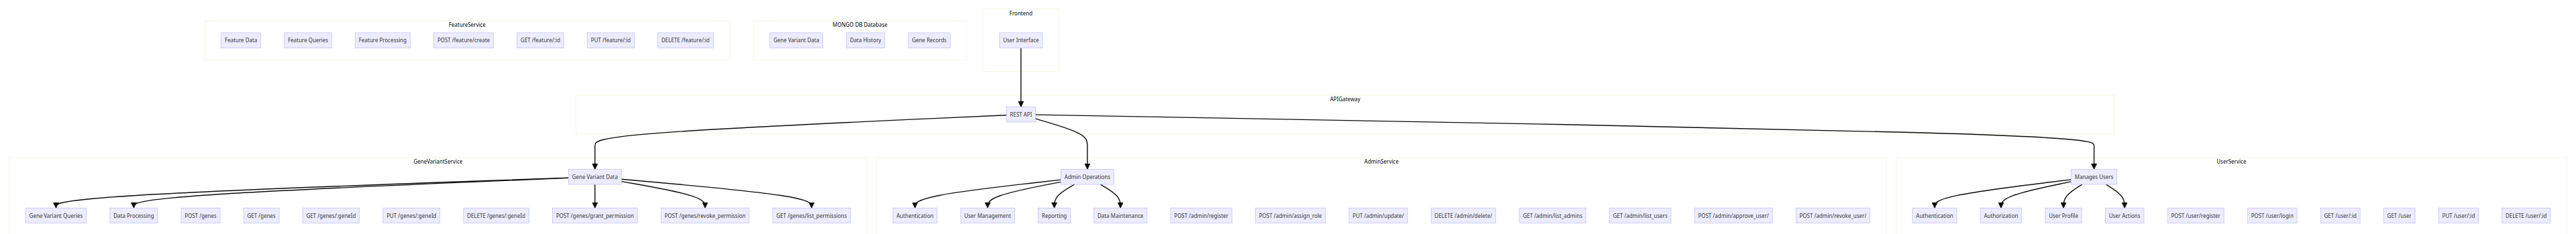 FeatureService
Feature Data
Feature Queries
Feature Processing
POST /feature/create
GET /feature/:id
PUT /feature/:id
DELETE /feature/:id
MONGO DB Database
Gene Variant Data
Data History
Gene Records
Frontend
User Interface
APIGateway
REST API
GeneVariantService
Gene Variant Data
Gene Variant Queries
Data Processing
POST /genes
GET /genes
GET /genes/:geneId
PUT /genes/:geneId
DELETE /genes/:geneId
POST /genes/grant_permission
POST /genes/revoke_permission
GET /genes/list_permissions
AdminService
Admin Operations
Authentication
User Management
Reporting
Data Maintenance
POST /admin/register
POST /admin/assign_role
PUT /admin/update/
DELETE /admin/delete/
GET /admin/list_admins
GET /admin/list_users
POST /admin/approve_user/
POST /admin/revoke_user/
UserService
Manages Users
Authentication
Authorization
User Profile
User Actions
POST /user/register
POST /user/login
GET /user/:id
GET /user
PUT /user/:id
DELETE /user/:id